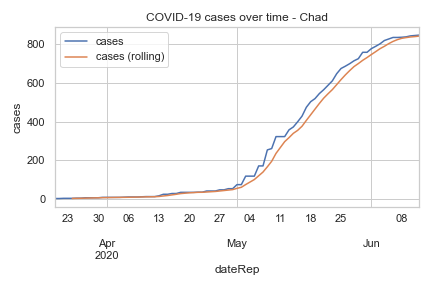 COVID-19 cases over time - Chad
cases
cases (rolling)
800
600
400
200
0
cases
23 30 06 13 20 27 04 11 18 25 08
Apr May Jun
2020
dateRep